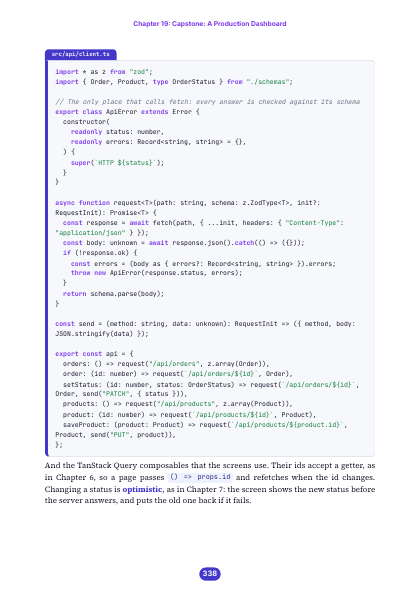 Chapter 19: Capstone: A Production Dashboard
src/api/client.ts
import * as z from "zod";
import { Order, Product, type OrderStatus } from "./schemas";
// The only place that calls fetch: every answer is checked against its schema
export class ApiError extends Error {
  constructor(
    readonly status: number,
    readonly errors: Record<string, string> = {},
  ) {
    super(`HTTP ${status}`);
  }
}
async function request<T>(path: string, schema: z.ZodType<T>, init?:
RequestInit): Promise<T> {
  const response = await fetch(path, { ...init, headers: { "Content-Type":
"application/json" } });
  const body: unknown = await response.json().catch(() => ({}));
  if (!response.ok) {
    const errors = (body as { errors?: Record<string, string> }).errors;
    throw new ApiError(response.status, errors);
  }
  return schema.parse(body);
}
const send = (method: string, data: unknown): RequestInit => ({ method, body:
JSON.stringify(data) });
export const api = {
  orders: () => request("/api/orders", z.array(Order)),
  order: (id: number) => request(`/api/orders/${id}`, Order),
  setStatus: (id: number, status: OrderStatus) => request(`/api/orders/${id}`,
Order, send("PATCH", { status })),
  products: () => request("/api/products", z.array(Product)),
  product: (id: number) => request(`/api/products/${id}`, Product),
  saveProduct: (product: Product) => request(`/api/products/${product.id}`,
Product, send("PUT", product)),
};
And the TanStack Query composables that the screens use. Their ids accept a getter, as
in Chapter 6, so a page passes () => props.id and refetches when the id changes.
Changing a status is optimistic, as in Chapter 7: the screen shows the new status before
the server answers, and puts the old one back if it fails.
338